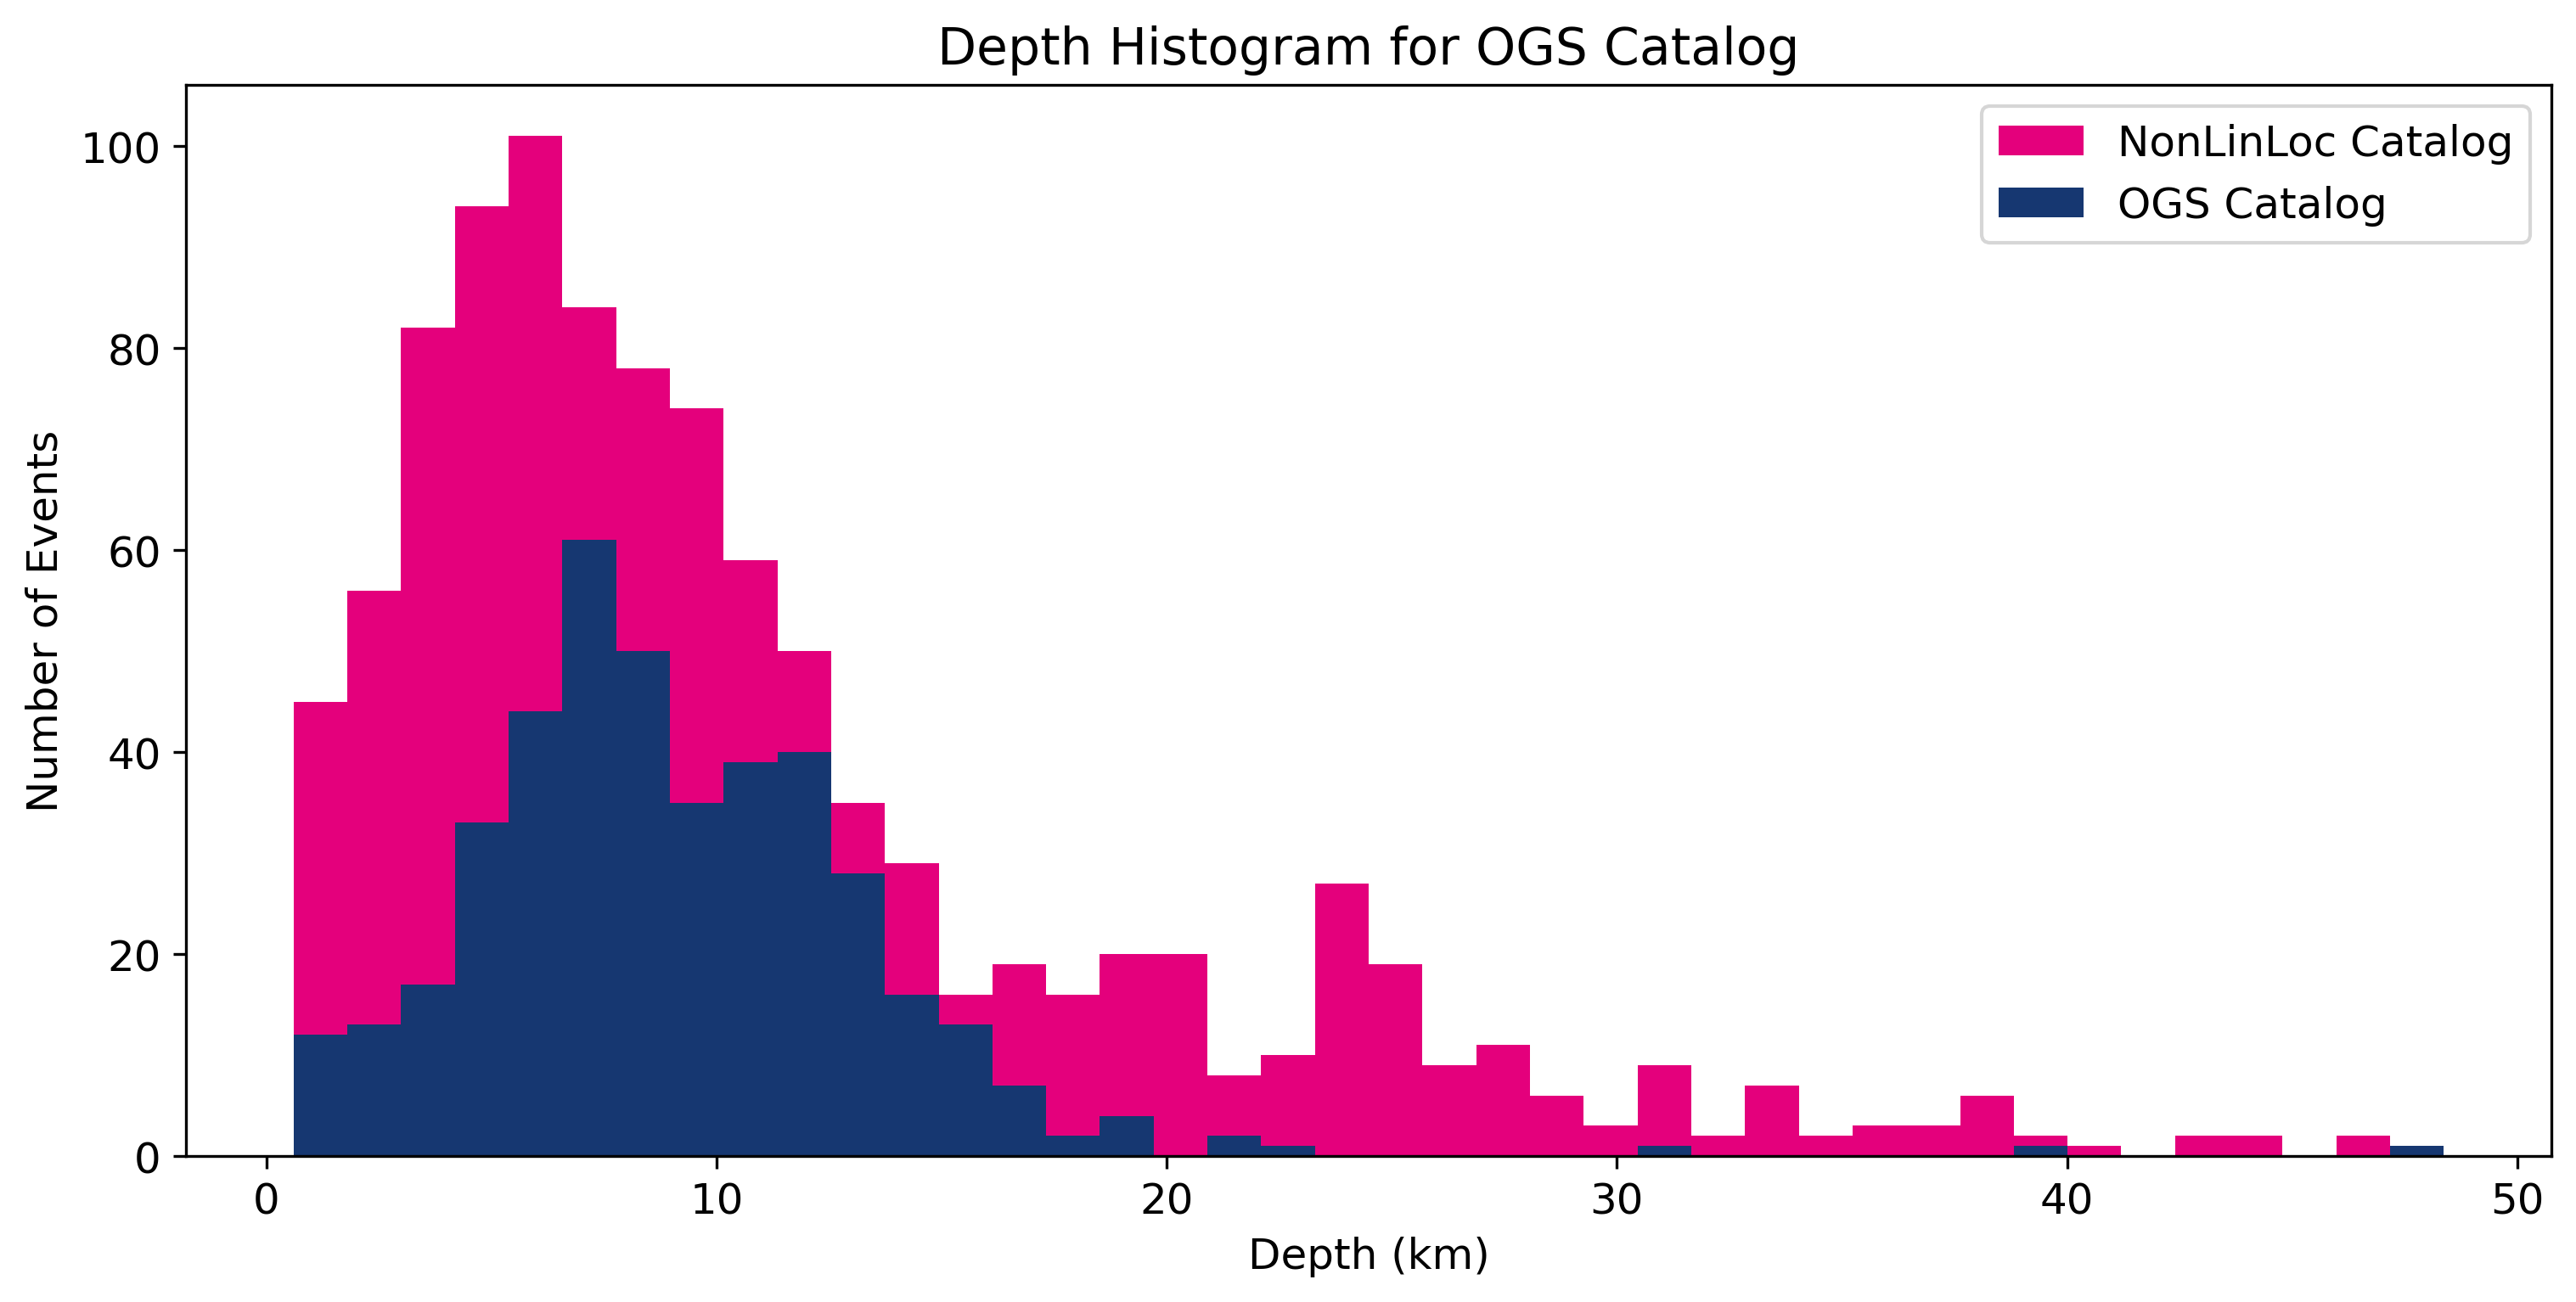 Depth Histogram for OGS Catalog
NonLinLoc Catalog
OGS Catalog
Number of Events
100
80
60
40
20
0
0 10 20 30 40 50
Depth (km)